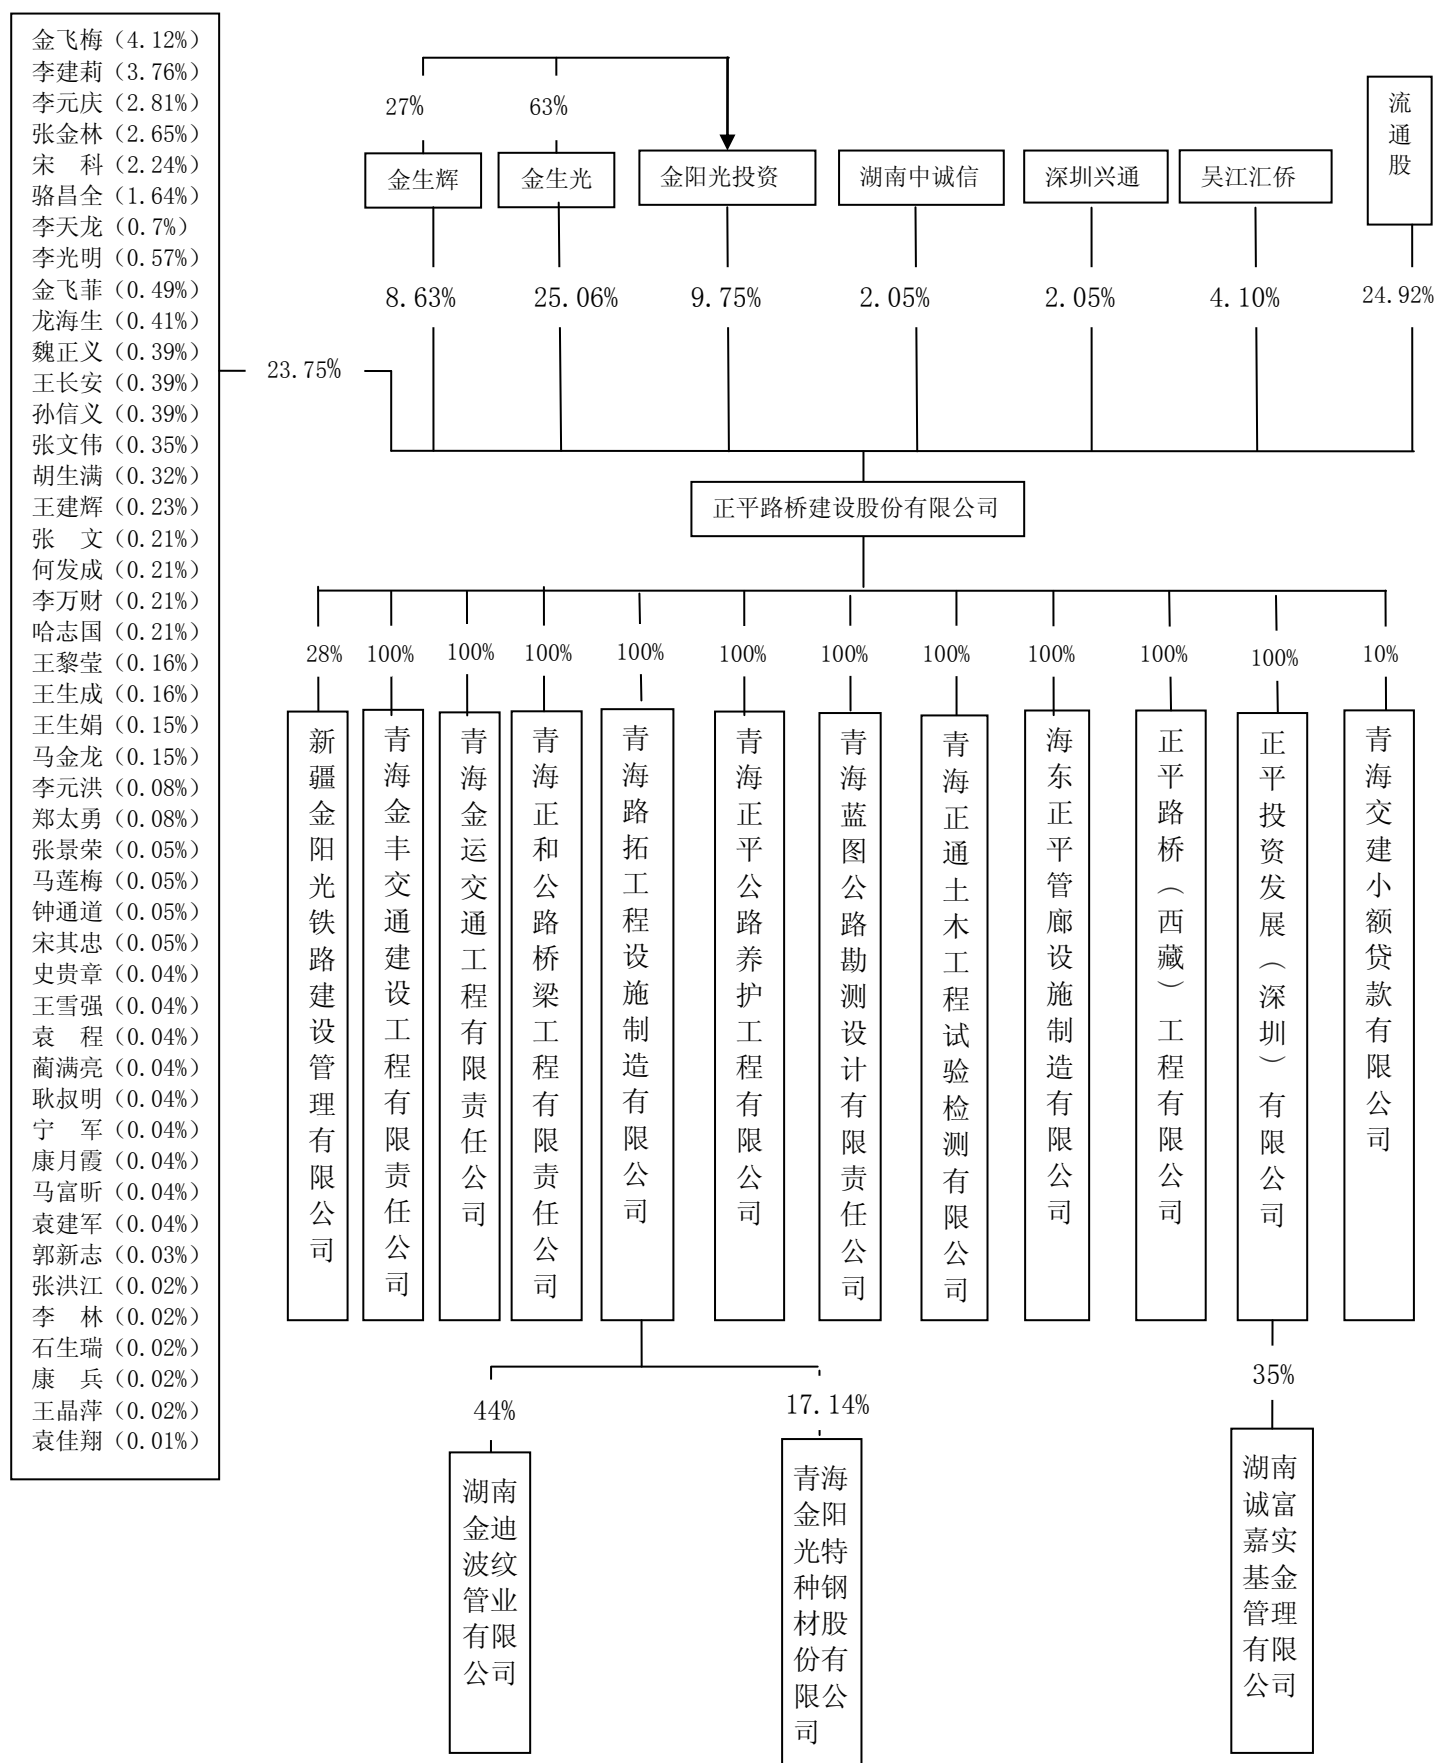 金飞梅（4.12%）
李建莉（3.76%）
李元庆（2.81%）
张金林（2.65%）
宋　科（2.24%）
骆昌全（1.64%）
李天龙（0.7%）
李光明（0.57%）
金飞菲（0.49%）
龙海生（0.41%）
魏正义（0.39%）
王长安（0.39%）
孙信义（0.39%）
张文伟（0.35%）
胡生满（0.32%）
王建辉（0.23%）
张　文（0.21%）
何发成（0.21%）
李万财（0.21%）
哈志国（0.21%）
王黎莹（0.16%）
王生成（0.16%）
王生娟（0.15%）
马金龙（0.15%）
李元洪（0.08%）
郑太勇（0.08%）
张景荣（0.05%）
马莲梅（0.05%）
钟通道（0.05%）
宋其忠（0.05%）
史贵章（0.04%）
王雪强（0.04%）
袁　程（0.04%）
蔺满亮（0.04%）
耿叔明（0.04%）
宁　军（0.04%）
康月霞（0.04%）
马富昕（0.04%）
袁建军（0.04%）
郭新志（0.03%）
张洪江（0.02%）
李　林（0.02%）
石生瑞（0.02%）
康　兵（0.02%）
王晶萍（0.02%）
袁佳翔（0.01%）
23.75%
27%
63%
金生辉
金生光
金阳光投资
湖南中诚信
深圳兴通
吴江汇侨
流通股
8.63%
25.06%
9.75%
2.05%
2.05%
4.10%
24.92%
正平路桥建设股份有限公司
28%
100%
100%
100%
100%
100%
100%
100%
100%
100%
100%
10%
新疆金阳光铁路建设管理有限公司
青海金丰交通建设工程有限责任公司
青海金运交通工程有限责任公司
青海正和公路桥梁工程有限责任公司
青海路拓工程设施制造有限公司
青海正平公路养护工程有限公司
青海蓝图公路勘测设计有限责任公司
青海正通土木工程试验检测有限公司
海东正平管廊设施制造有限公司
正平路桥（西藏）工程有限公司
正平投资发展（深圳）有限公司
青海交建小额贷款有限公司
44%
17.14%
35%
湖南
金迪
波纹
管业
有限
公司
青海
金阳
光特
种钢
材股
份有
限公
司
湖南
诚富
嘉实
基金
管理
有限
公司